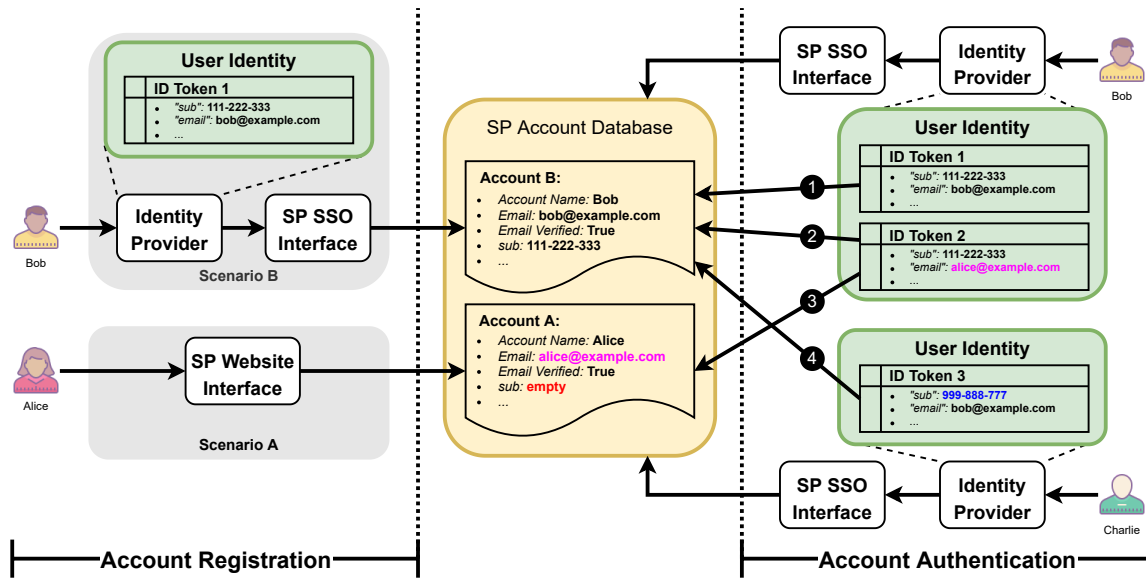 User Identity
ID Token 1
• "sub": 111-222-333
• "email": bob@example.com
• ...
Bob
Identity
Provider
SP SSO
Interface
Scenario B
Alice
SP Website
Interface
Scenario A
Account Registration
SP Account Database
Account B:
• Account Name: Bob
• Email: bob@example.com
• Email Verified: True
• sub: 111-222-333
• ...
Account A:
• Account Name: Alice
• Email: alice@example.com
• Email Verified: True
• sub: empty
• ...
SP SSO
Interface
Identity
Provider
Bob
User Identity
ID Token 1
• "sub": 111-222-333
• "email": bob@example.com
• ...
ID Token 2
• "sub": 111-222-333
• "email": alice@example.com
• ...
1
2
3
4
User Identity
ID Token 3
• "sub": 999-888-777
• "email": bob@example.com
• ...
SP SSO
Interface
Identity
Provider
Charlie
Account Authentication